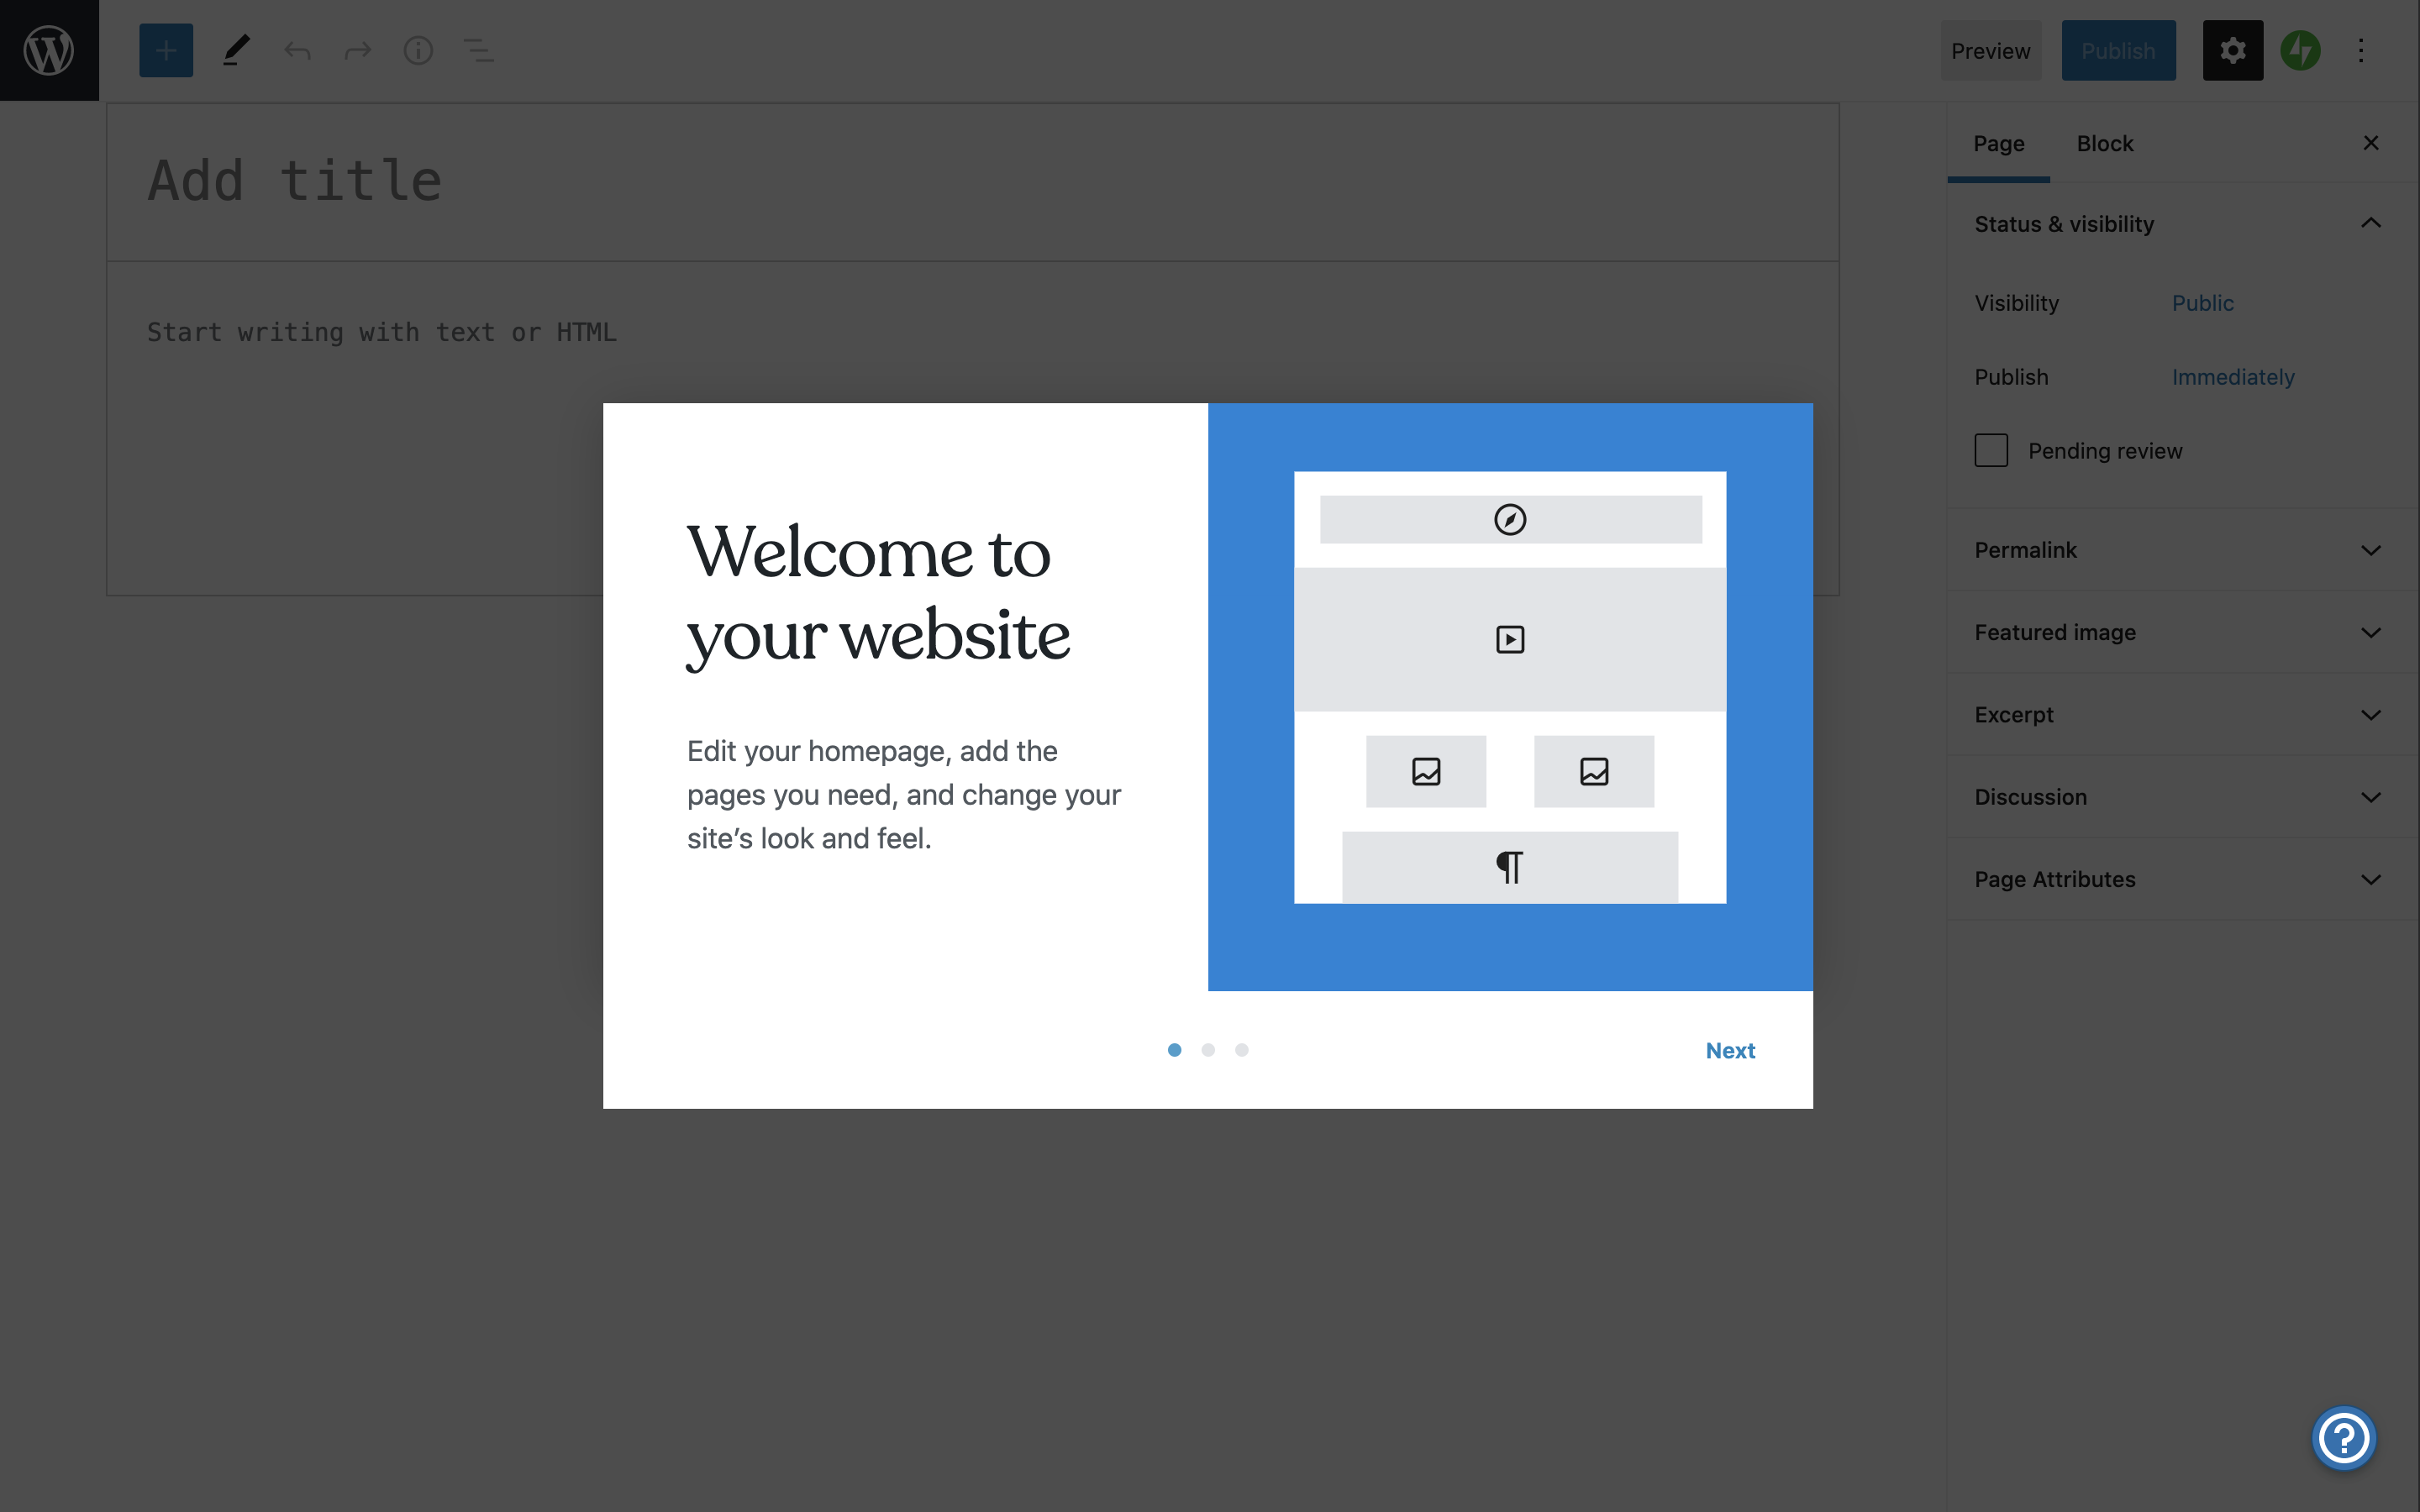 Preview
Publish
Add title
Start writing with text or HTML
Page
Block
Status & visibility
Visibility
Public
Publish
Immediately
Pending review
Permalink
Featured image
Excerpt
Discussion
Page Attributes
Welcome to
your website
Edit your homepage, add the
pages you need, and change your
site’s look and feel.
Next